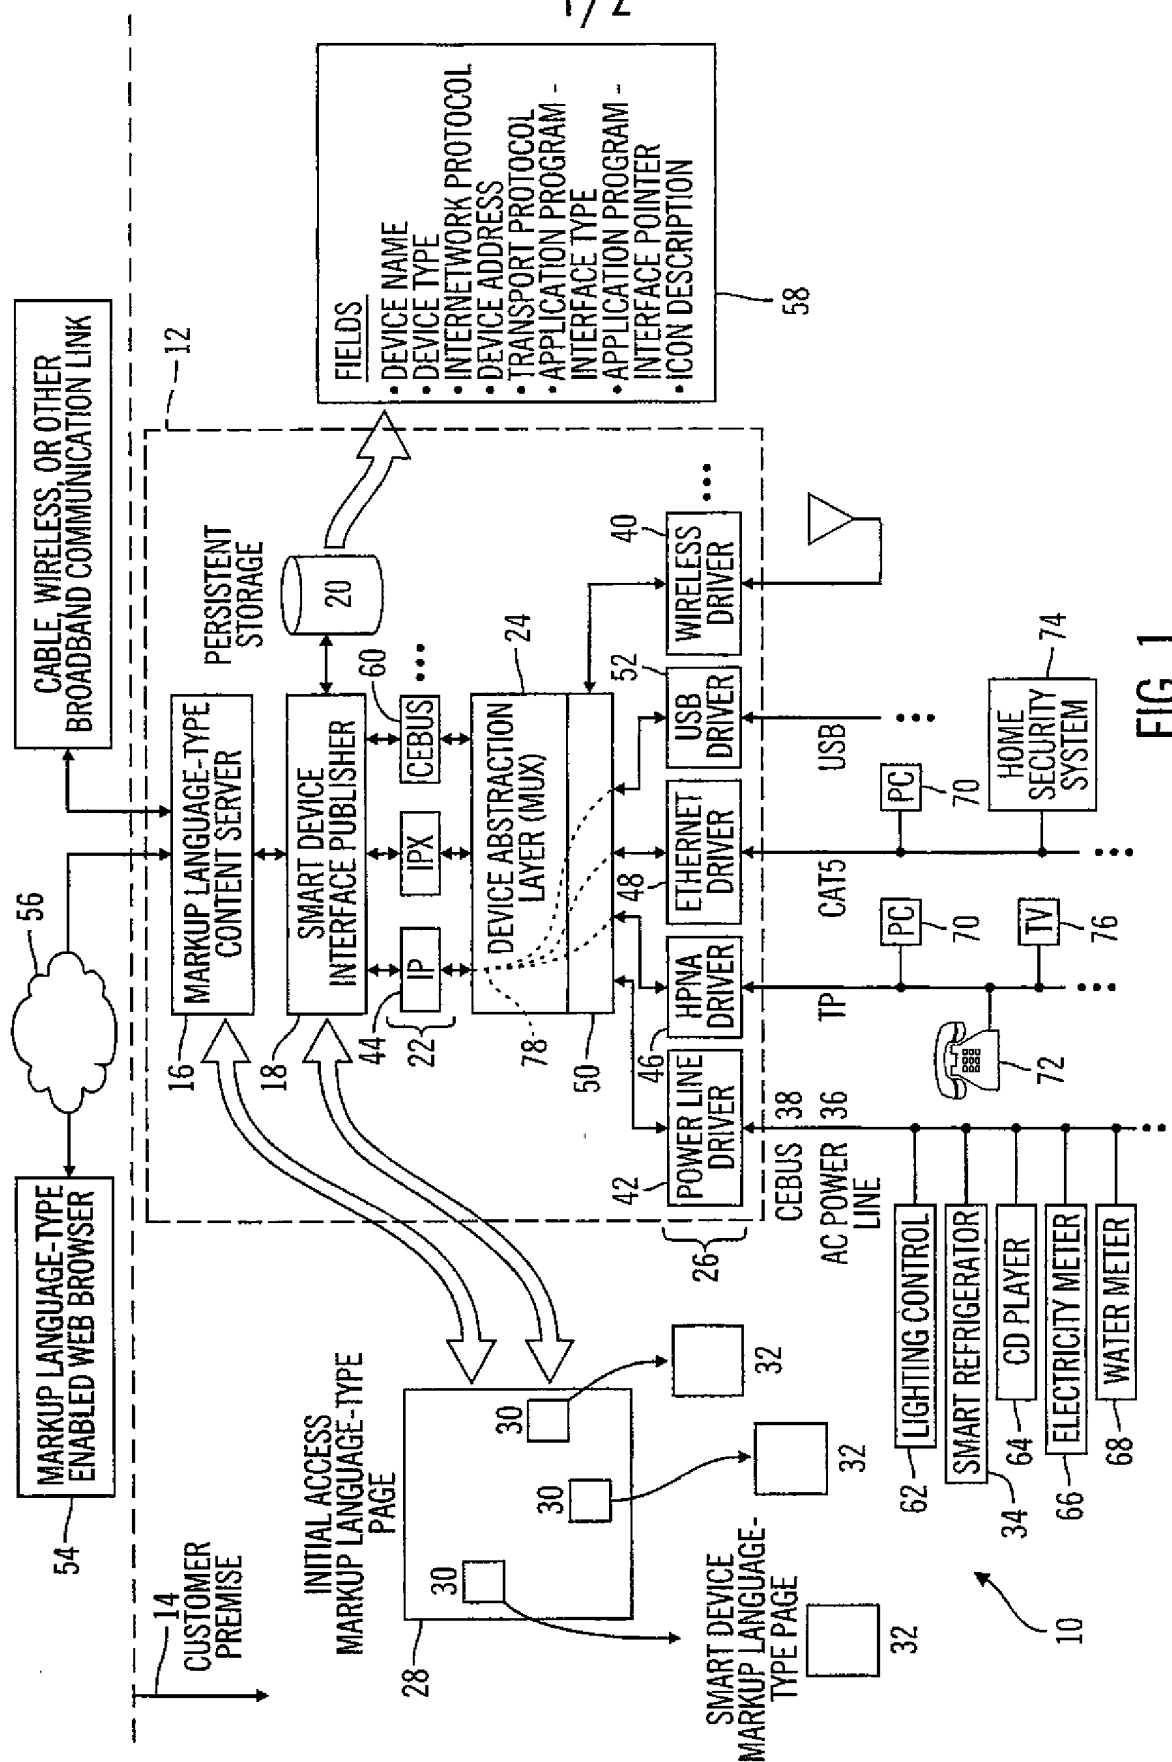 1/2
54
MARKUP LANGUAGE-TYPE
ENABLED WEB BROWSER
56
CABLE, WIRELESS, OR OTHER
BROADBAND COMMUNICATION LINK
14
CUSTOMER
PREMISE
12
16
MARKUP LANGUAGE-TYPE
CONTENT SERVER
PERSISTENT
STORAGE
18
SMART DEVICE
INTERFACE PUBLISHER
20
44
IP
IPX
CEBUS
60
22
78
DEVICE ABSTRACTION
LAYER (MUX)
24
50
FIELDS
• DEVICE NAME
• DEVICE TYPE
• INTERNETWORK PROTOCOL
• DEVICE ADDRESS
• TRANSPORT PROTOCOL
• APPLICATION PROGRAM -
INTERFACE TYPE
• APPLICATION PROGRAM -
INTERFACE POINTER
• ICON DESCRIPTION
58
INITIAL ACCESS
MARKUP LANGUAGE-TYPE
PAGE
28
30
30
30
32
32
32
SMART DEVICE
MARKUP LANGUAGE-
TYPE PAGE
26
42
POWER LINE
DRIVER
46
HPNA
DRIVER
48
ETHERNET
DRIVER
52
USB
DRIVER
40
WIRELESS
DRIVER
CEBUS
38
AC POWER
LINE
36
TP
CAT5
USB
62
LIGHTING CONTROL
34
SMART REFRIGERATOR
64
CD PLAYER
66
ELECTRICITY METER
68
WATER METER
PC
70
72
TV
76
PC
70
HOME
SECURITY
SYSTEM
74
10
FIG. 1